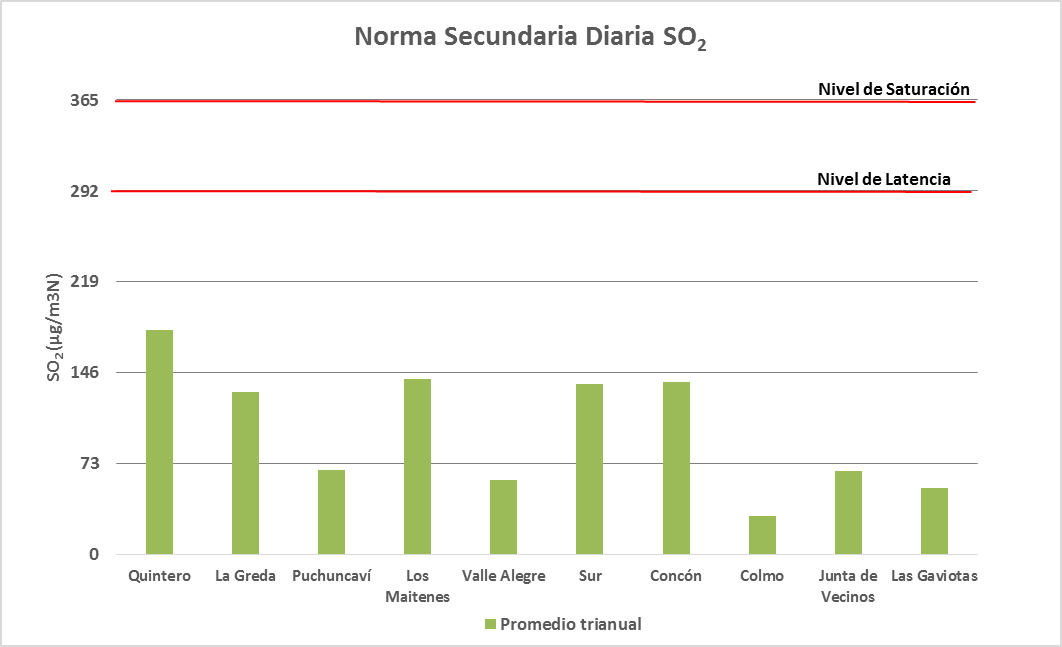 Norma Secundaria Diaria SO₂
Nivel de Saturación
365
Nivel de Latencia
292
219
146
73
0
SO₂(µg/m3N)
Quintero
La Greda
Puchuncaví
Los
Maitenes
Valle Alegre
Sur
Concón
Colmo
Junta de
Vecinos
Las Gaviotas
Promedio trianual